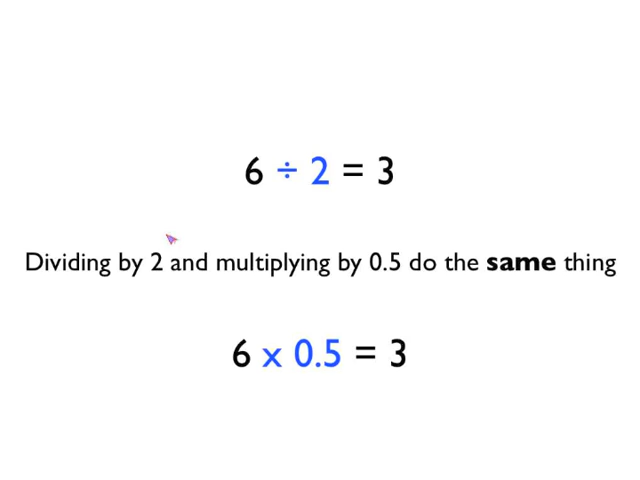 6 ÷ 2 = 3
Dividing by 2 and multiplying by 0.5 do the same thing
6 x 0.5 = 3